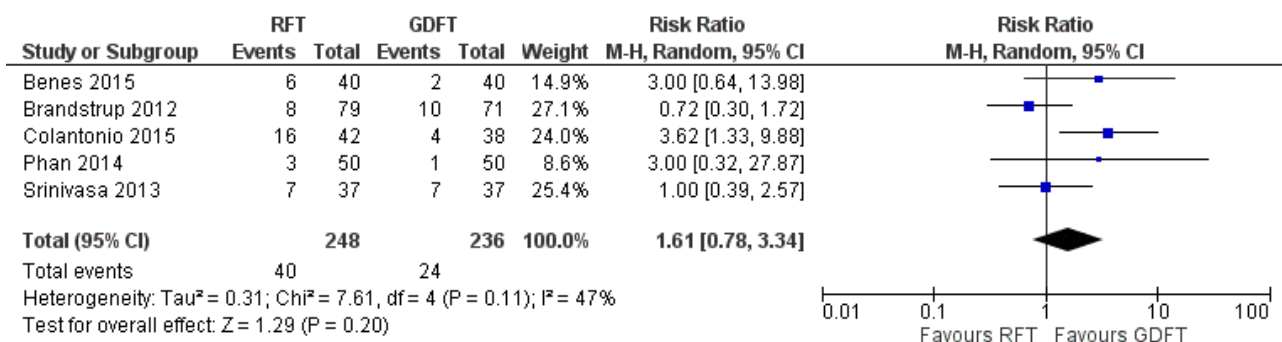 RFT GDFT Risk Ratio Risk Ratio
Study or Subgroup Events Total Events Total Weight M-H, Random, 95% CI M-H, Random, 95% CI
Benes 2015 6 40 2 40 14.9% 3.00 [0.64, 13.98]
Brandstrup 2012 8 79 10 71 27.1% 0.72 [0.30, 1.72]
Colantonio 2015 16 42 4 38 24.0% 3.62 [1.33, 9.88]
Phan 2014 3 50 1 50 8.6% 3.00 [0.32, 27.87]
Srinivasa 2013 7 37 7 37 25.4% 1.00 [0.39, 2.57]
Total (95% CI) 248 236 100.0% 1.61 [0.78, 3.34]
Total events 40 24
Heterogeneity: Tau² = 0.31; Chi² = 7.61, df = 4 (P = 0.11); I² = 47%
Test for overall effect: Z = 1.29 (P = 0.20)
0.01 0.1 1 10 100
Favours RFT Favours GDFT